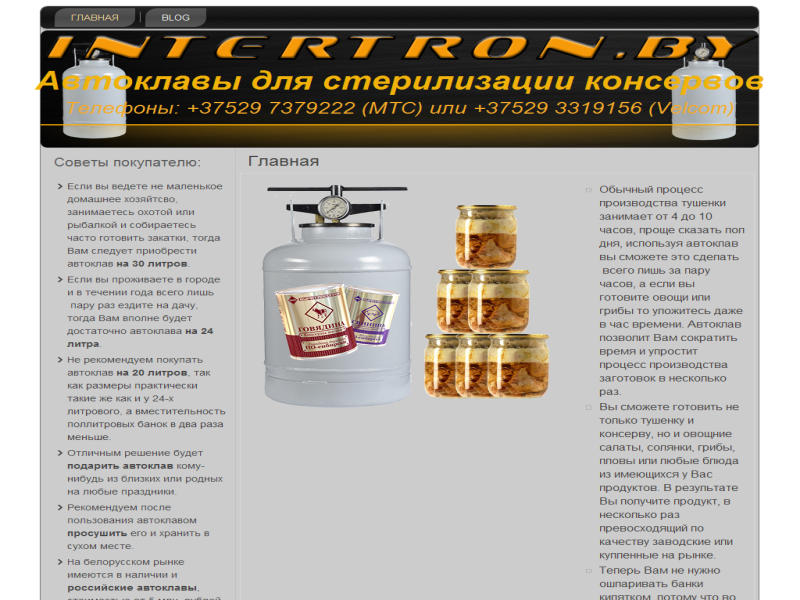 ГЛАВНАЯ
BLOG
INTERTRON.BY
Автоклавы для стерилизации консервов
Телефоны: +37529 7379222 (МТС) или +37529 3319156 (Velcom)
Советы покупателю:
Если вы ведете не маленькое
домашнее хозяйтсво,
занимаетесь охотой или
рыбалкой и собираетесь
часто готовить закатки, тогда
Вам следует приобрести
автоклав на 30 литров.
Если вы проживаете в городе
и в течении года всего лишь
пару раз ездите на дачу,
тогда Вам вполне будет
достаточно автоклава на 24
литра.
Не рекомендуем покупать
автоклав на 20 литров, так
как размеры практически
такие же как и у 24-х
литрового, а вместительность
поллитровых банок в два раза
меньше.
Отличным решение будет
подарить автоклав кому-
нибудь из близких или родных
на любые праздники.
Рекомендуем после
пользования автоклавом
просушить его и хранить в
сухом месте.
На белорусском рынке
имеются в наличии и
российские автоклавы,
Главная
ГОВЯДИНА
Обычный процесс
производства тушенки
занимает от 4 до 10
часов, проще сказать пол
дня, используя автоклав
вы сможете это сделать
всего лишь за пару
часов, а если вы
готовите овощи или
грибы то уложитесь даже
в час времени. Автоклав
позволит Вам сократить
время и упростит
процесс производства
заготовок в несколько
раз.
Вы сможете готовить не
только тушенку и
консерву, но и овощние
салаты, солянки, грибы,
пловы или любые блюда
из имеющихся у Вас
продуктов. В результате
Вы получите продукт, в
несколько раз
превосходящий по
качеству заводские или
купленные на рынке.
Теперь Вам не нужно
ошпаривать банки
кипятком, потому что во